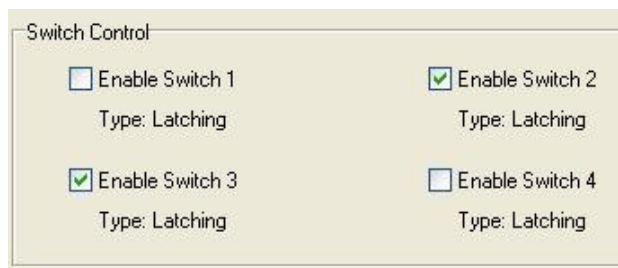 Switch Control
Enable Switch 1
Enable Switch 2
Type: Latching
Type: Latching
Enable Switch 3
Enable Switch 4
Type: Latching
Type: Latching